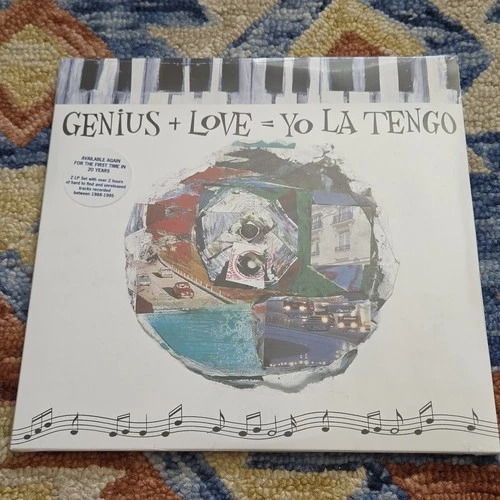 GENiUS + LOVE = YO LA TENGO
AVAILABLE AGAIN
FOR THE FIRST TIME IN
20 YEARS
2 LP Set with over 2 hours
of hard to find and unreleased
tracks recorded
between 1988-1995